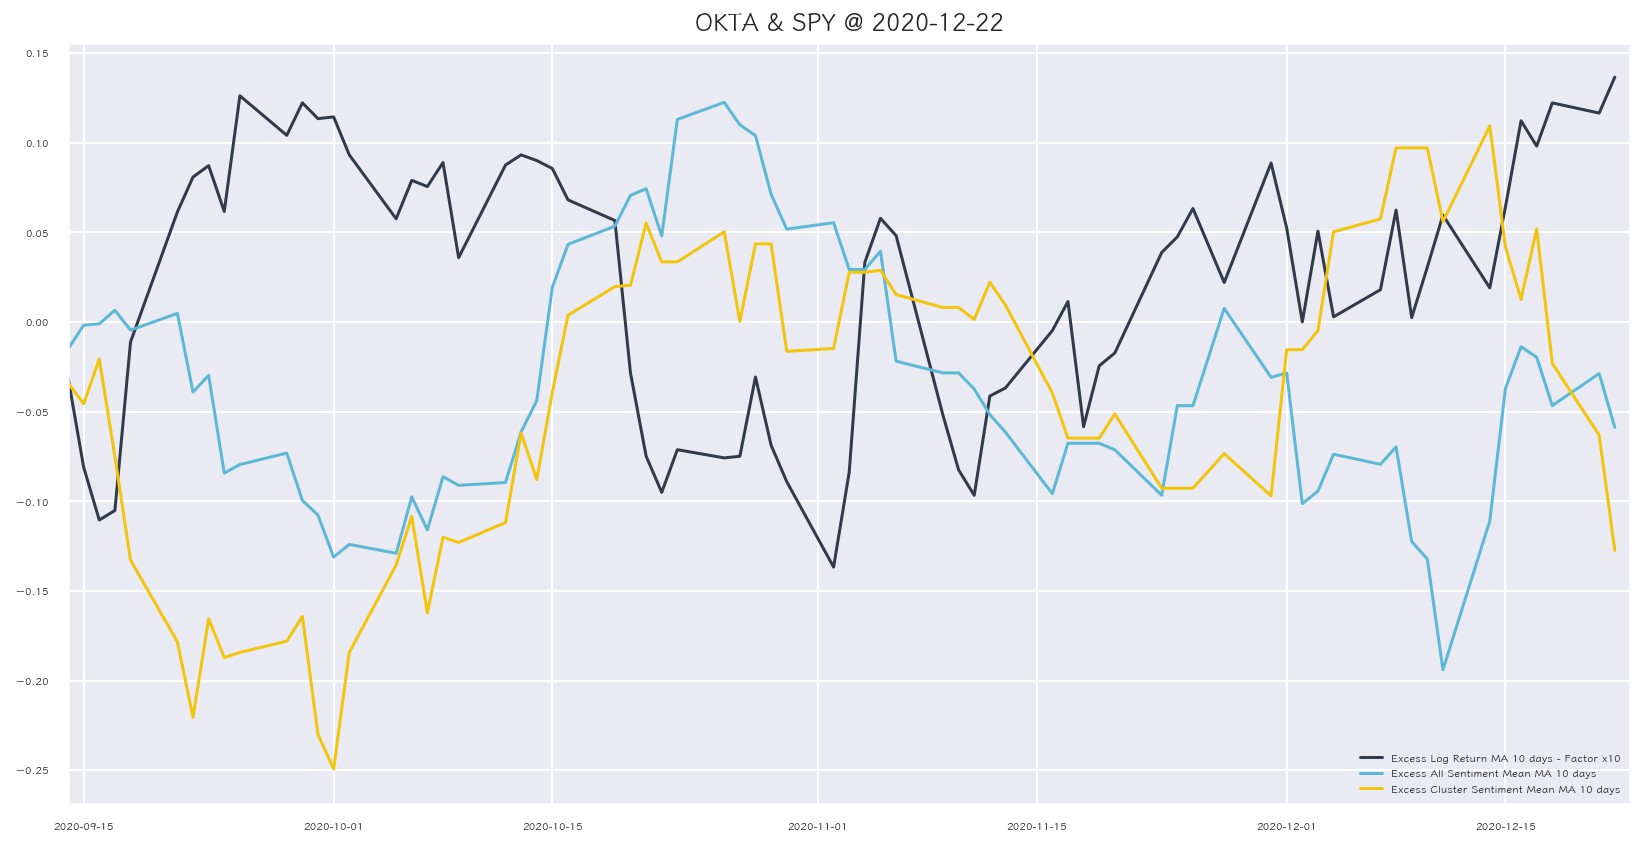 OKTA & SPY @ 2020-12-22
0.15
0.10
0.05
0.00
−0.05
−0.10
−0.15
−0.20
−0.25
Excess Log Return MA 10 days - Factor x10
Excess All Sentiment Mean MA 10 days
Excess Cluster Sentiment Mean MA 10 days
2020-09-15 2020-10-01 2020-10-15 2020-11-01 2020-11-15 2020-12-01 2020-12-15